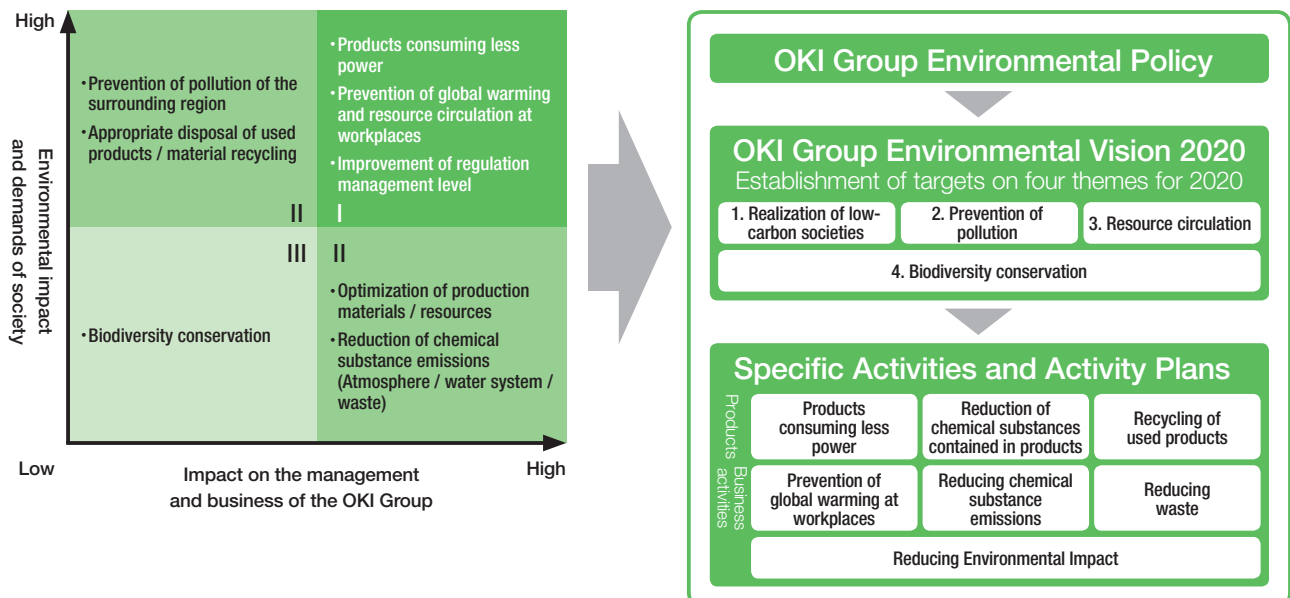 High
・Prevention of pollution of the
surrounding region
・Appropriate disposal of used
products / material recycling
II
・Products consuming less
power
・Prevention of global warming
and resource circulation at
workplaces
・Improvement of regulation
management level
I
III
・Biodiversity conservation
II
・Optimization of production
materials / resources
・Reduction of chemical
substance emissions
(Atmosphere / water system /
waste)
Environmental impact
and demands of society
Low
Impact on the management
and business of the OKI Group
High
OKI Group Environmental Policy
OKI Group Environmental Vision 2020
Establishment of targets on four themes for 2020
1. Realization of low-
carbon societies
2. Prevention of
pollution
3. Resource circulation
4. Biodiversity conservation
Specific Activities and Activity Plans
Products
Products
consuming less
power
Reduction of
chemical substances
contained in products
Recycling of
used products
Business
activities
Prevention of
global warming at
workplaces
Reducing chemical
substance
emissions
Reducing
waste
Reducing Environmental Impact